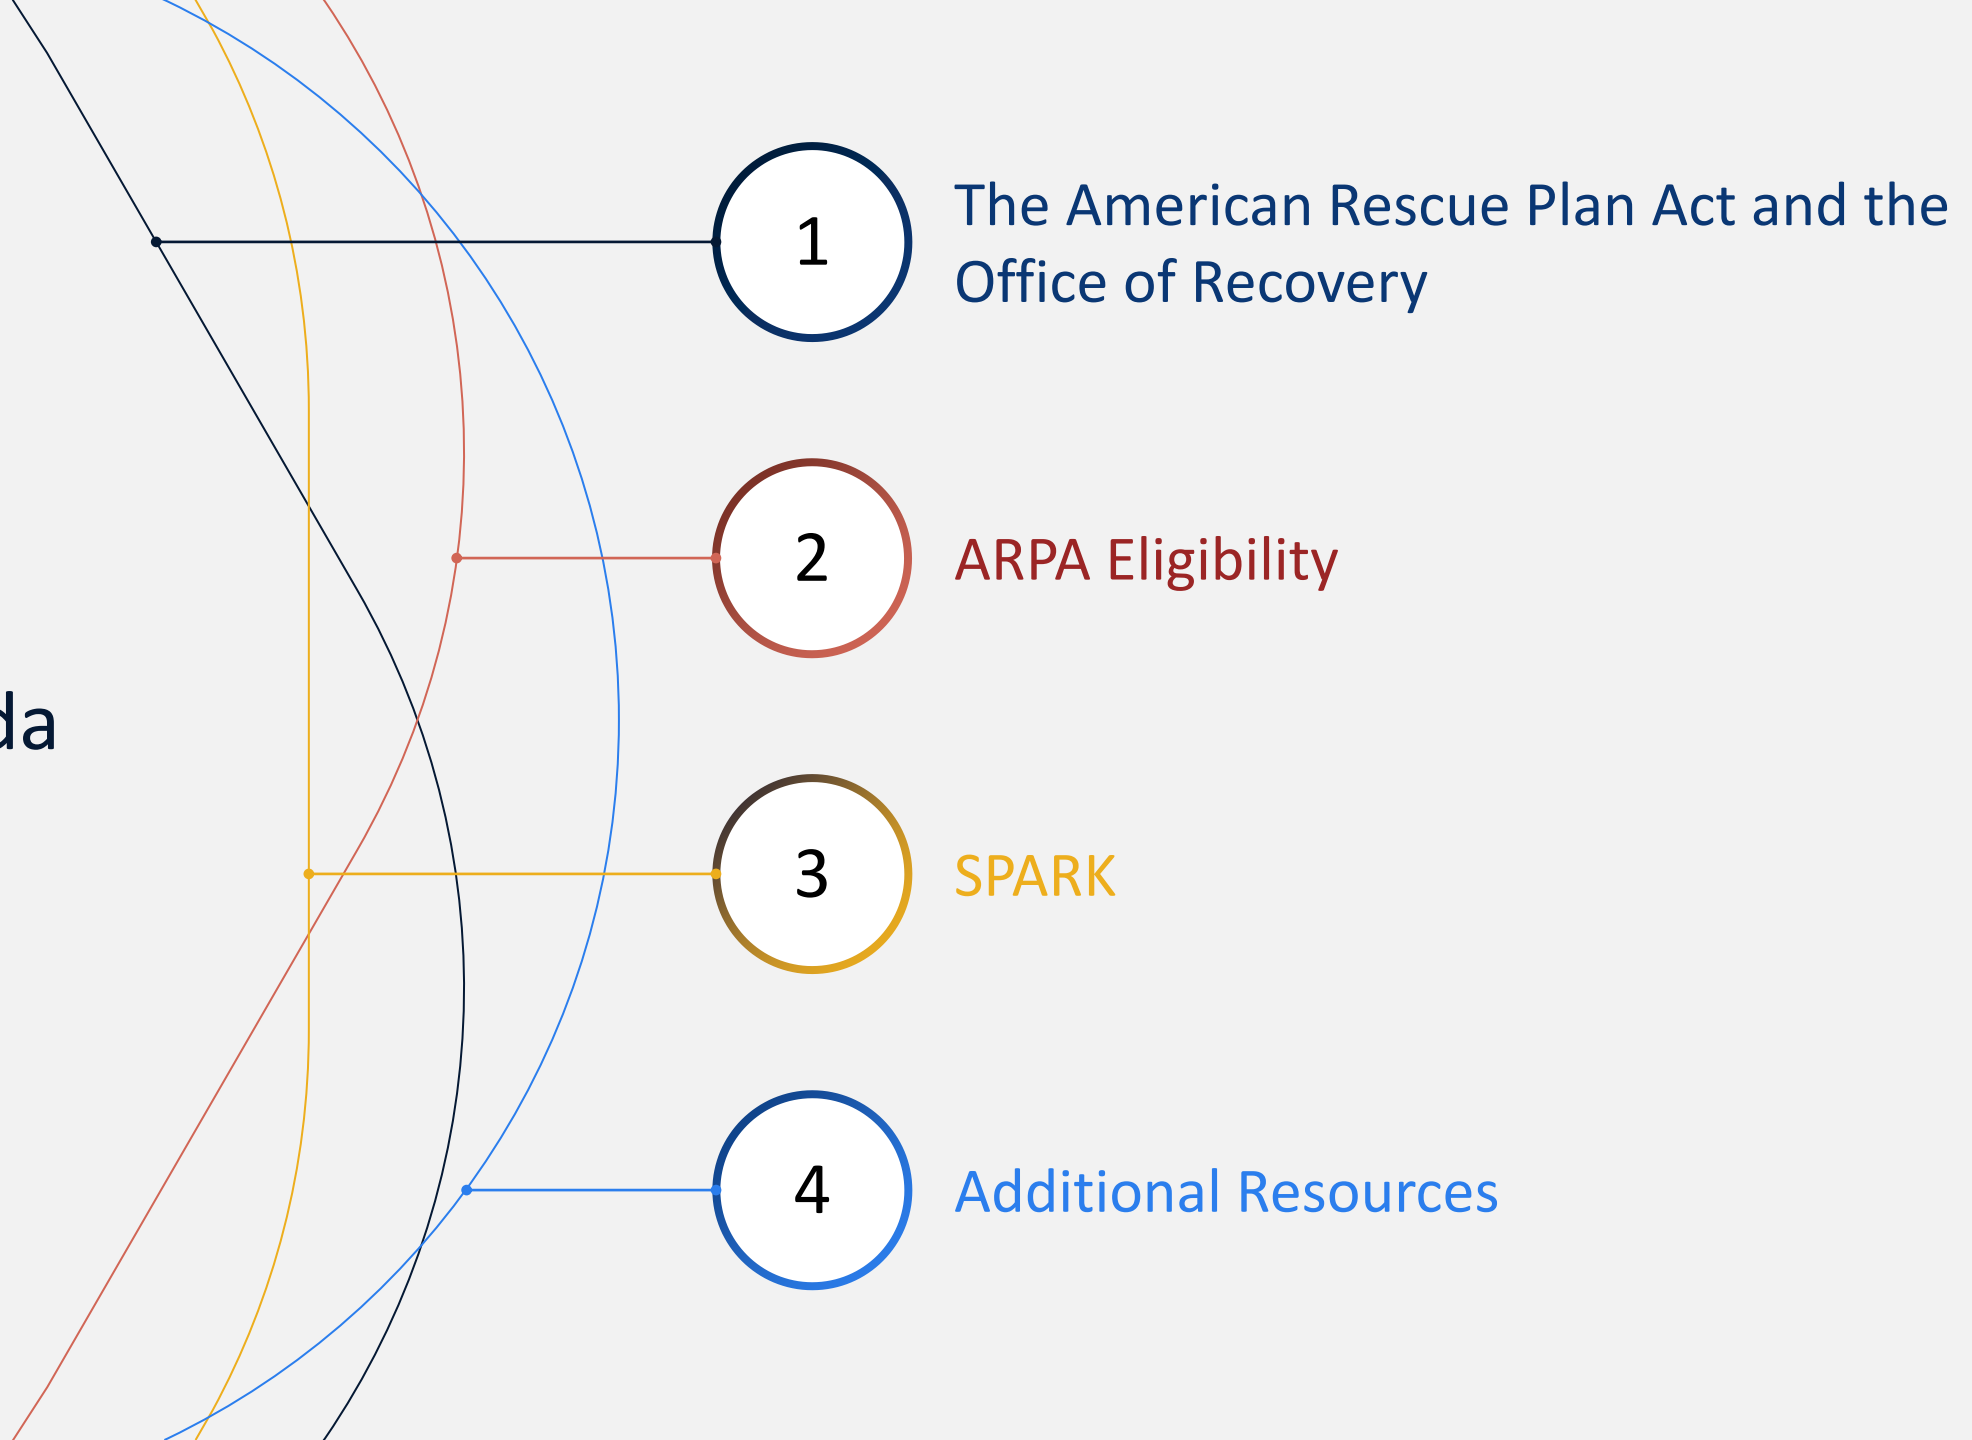 da
1
The American Rescue Plan Act and the
Office of Recovery
2
ARPA Eligibility
3
SPARK
4
Additional Resources